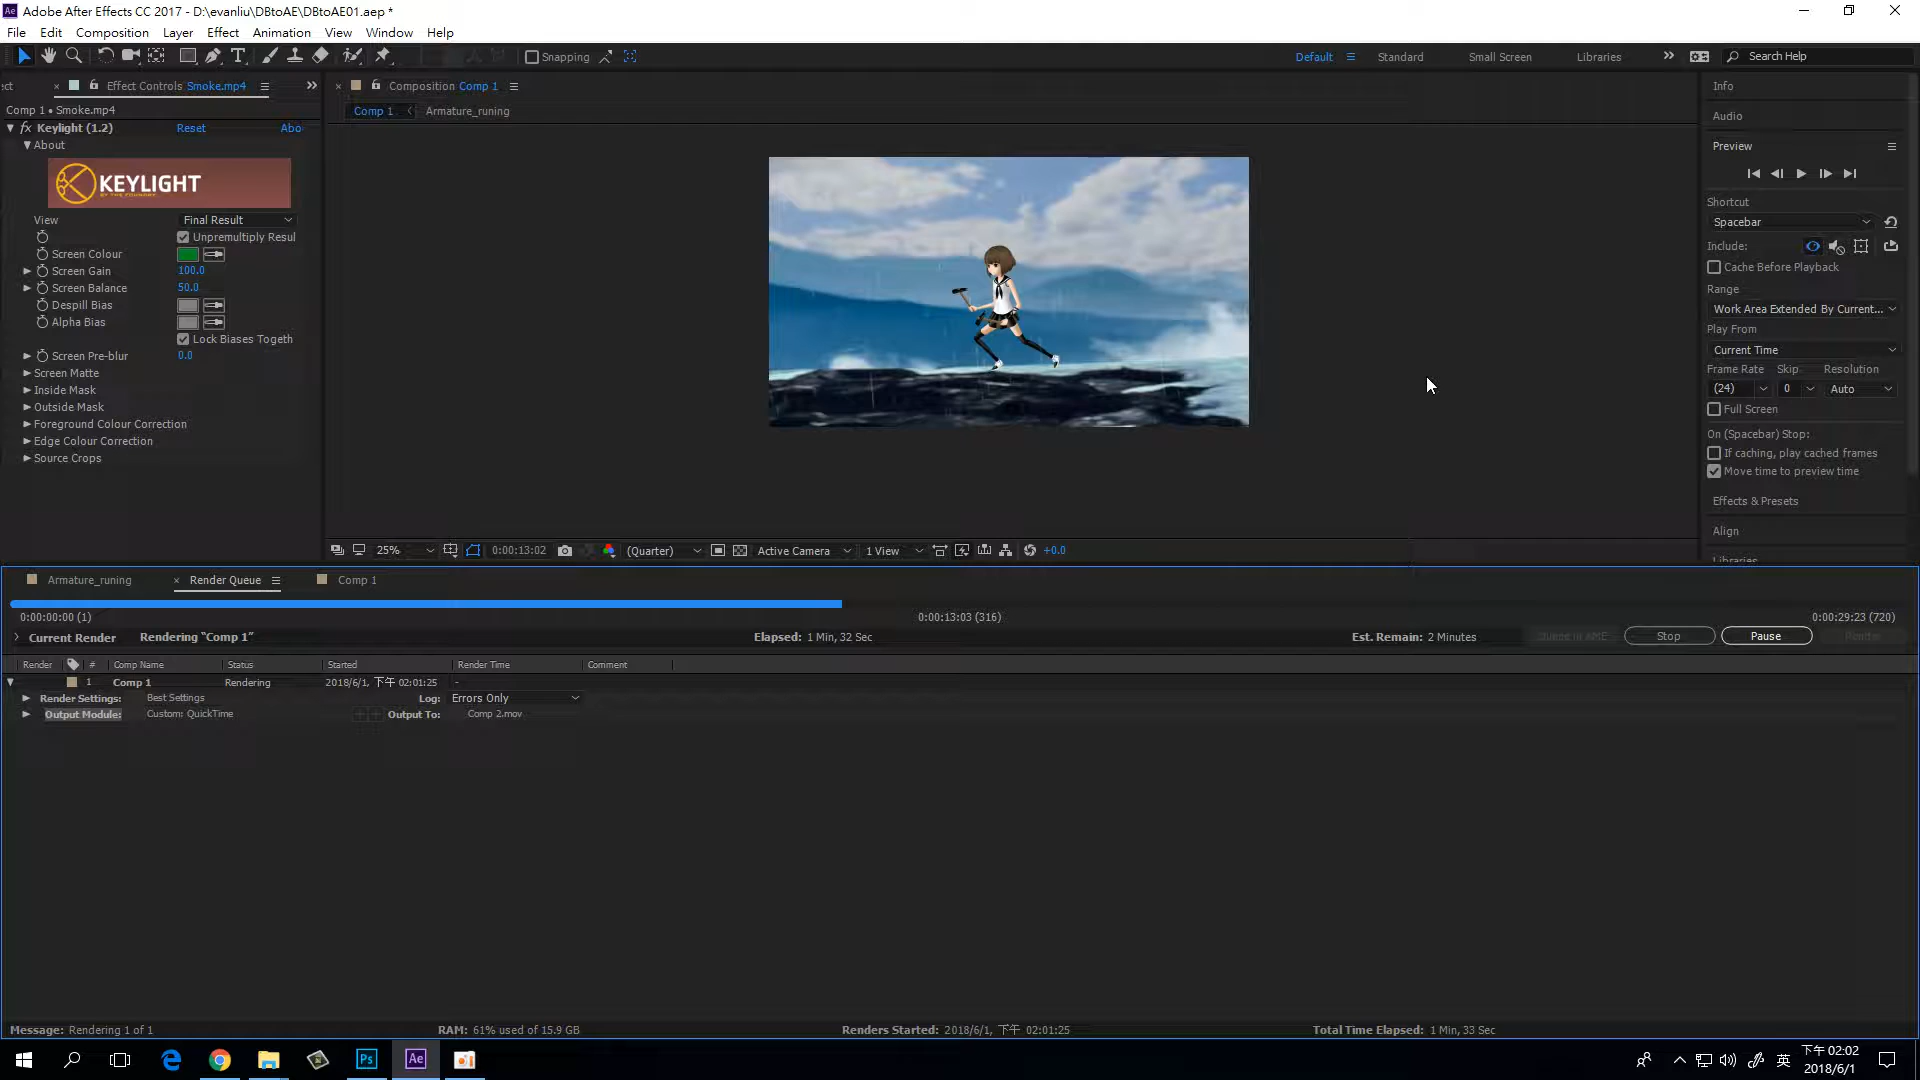 Adobe After Effects CC 2017 - D:\evanliu\DBtoAE\DBtoAE01.aep *
File Edit Composition Layer Effect Animation View Window Help
Snapping
Default Standard Small Screen Libraries Search Help
Effect Controls Smoke.mp4
Comp 1 • Smoke.mp4
fx Keylight (1.2) Reset Abo
About
KEYLIGHT
BY THE FOUNDRY
View Final Result
Unpremultiply Resul
Screen Colour
Screen Gain 100.0
Screen Balance 50.0
Despill Bias
Alpha Bias
Lock Biases Togeth
Screen Pre-blur 0.0
Screen Matte
Inside Mask
Outside Mask
Foreground Colour Correction
Edge Colour Correction
Source Crops
Composition Comp 1
Comp 1 Armature_runing
25% 0:00:13:02 (Quarter) Active Camera 1 View +0.0
Info
Audio
Preview
Shortcut
Spacebar
Include:
Cache Before Playback
Range
Work Area Extended By Current...
Play From
Current Time
Frame Rate Skip Resolution
(24) 0 Auto
Full Screen
On (Spacebar) Stop:
If caching, play cached frames
Move time to preview time
Effects & Presets
Align
Libraries
Armature_runing Render Queue Comp 1
0:00:00:00 (1) 0:00:13:03 (316) 0:00:29:23 (720)
Current Render Rendering “Comp 1” Elapsed: 1 Min, 32 Sec Est. Remain: 2 Minutes Queue in AME Stop Pause Render
Render # Comp Name Status Started Render Time Comment
1 Comp 1 Rendering 2018/6/1, 下午 02:01:25 -
Render Settings: Best Settings Log: Errors Only
Output Module: Custom: QuickTime Output To: Comp 2.mov
Message: Rendering 1 of 1 RAM: 61% used of 15.9 GB Renders Started: 2018/6/1, 下午 02:01:25 Total Time Elapsed: 1 Min, 33 Sec
Ps Ae 英 下午 02:02
2018/6/1